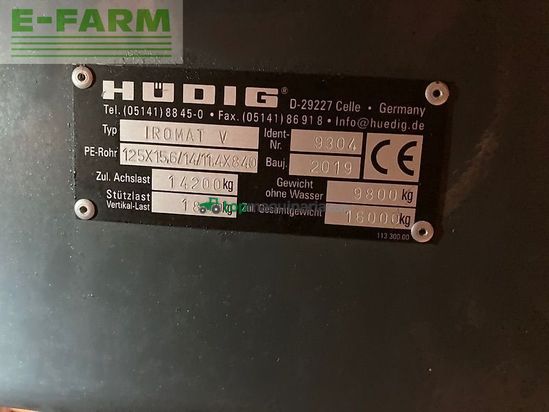 E-FARM
HÜDIG®
D-29227 Celle • Germany
Tel. (05141) 88 45-0 • Fax. (05141) 86 91 8 • Info@huedig.de
Typ IROMAT V Ident-Nr. 9304
PE-Rohr 125X15,6/14/11,4X840 Bauj. 2019 CE
Zul. Achslast 14200 kg Gewicht ohne Wasser 9800 kg
Stützlast Vertikal-Last kg Zul. Gesamtgewicht 16000 kg
113 300 00